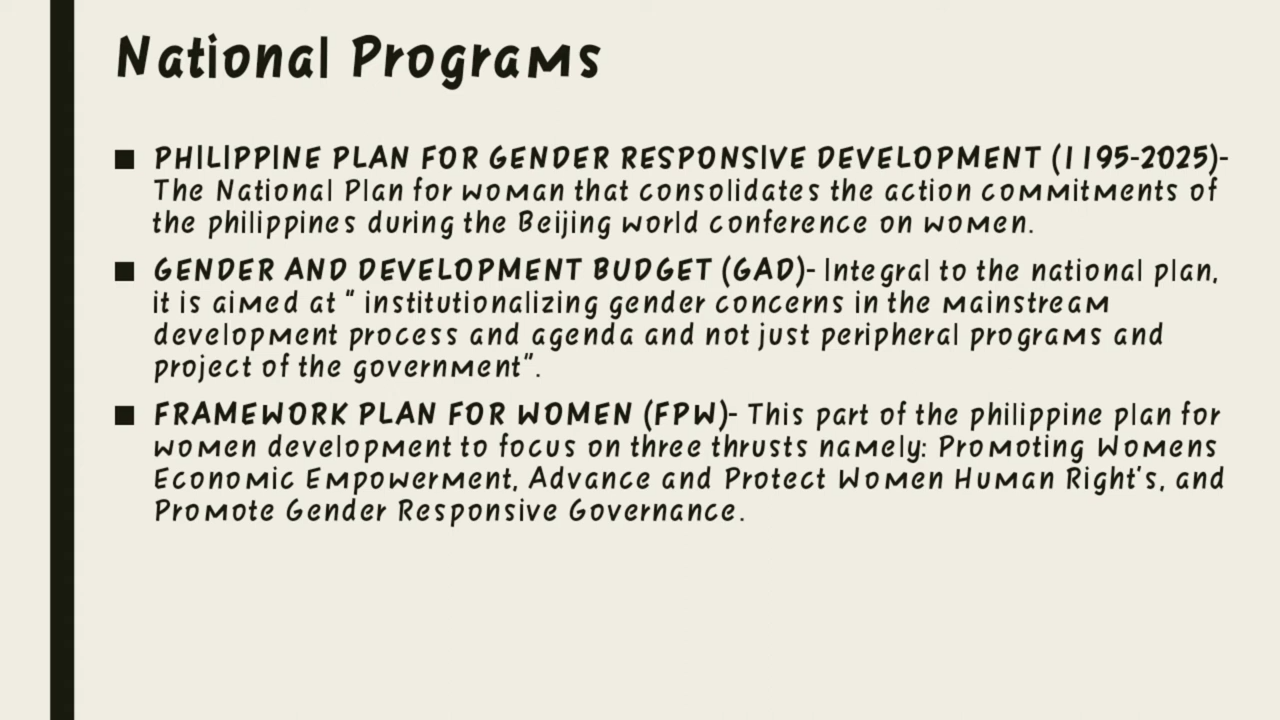 National Programs
■ PHILIPPINE PLAN FOR GENDER RESPONSIVE DEVELOPMENT (1195-2025)-
The National Plan for woman that consolidates the action commitments of
the philippines during the Beijing world conference on women.
■ GENDER AND DEVELOPMENT BUDGET (GAD)- Integral to the national plan,
it is aimed at “ institutionalizing gender concerns in the mainstream
development process and agenda and not just peripheral programs and
project of the government”.
■ FRAMEWORK PLAN FOR WOMEN (FPW)- This part of the philippine plan for
women development to focus on three thrusts namely: Promoting Womens
Economic Empowerment, Advance and Protect Women Human Right's, and
Promote Gender Responsive Governance.